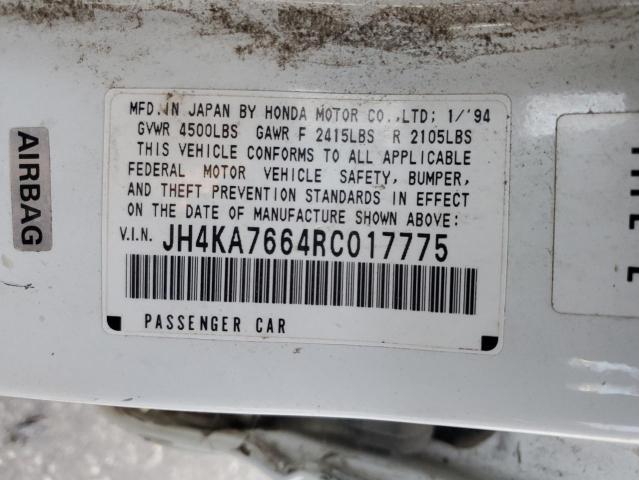 MFD. IN JAPAN BY HONDA MOTOR CO.,LTD; 1/'94
GVWR 4500LBS GAWR F 2415LBS R 2105LBS
THIS VEHICLE CONFORMS TO ALL APPLICABLE
FEDERAL MOTOR VEHICLE SAFETY, BUMPER,
AND THEFT PREVENTION STANDARDS IN EFFECT
ON THE DATE OF MANUFACTURE SHOWN ABOVE:
V.I.N. JH4KA7664RC017775
PASSENGER CAR
AIRBAG